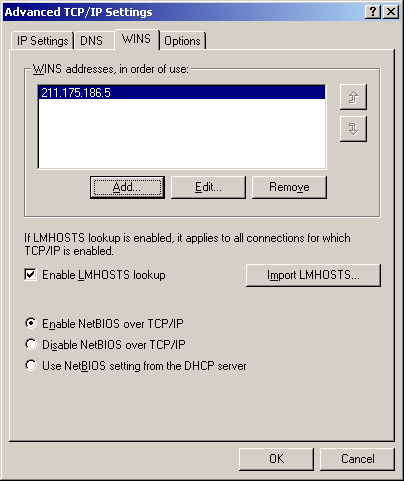 Advanced TCP/IP Settings
IP Settings DNS WINS Options
WINS addresses, in order of use:
211.175.186.5
Add... Edit... Remove
If LMHOSTS lookup is enabled, it applies to all connections for which
TCP/IP is enabled.
Enable LMHOSTS lookup Import LMHOSTS...
Enable NetBIOS over TCP/IP
Disable NetBIOS over TCP/IP
Use NetBIOS setting from the DHCP server
OK Cancel